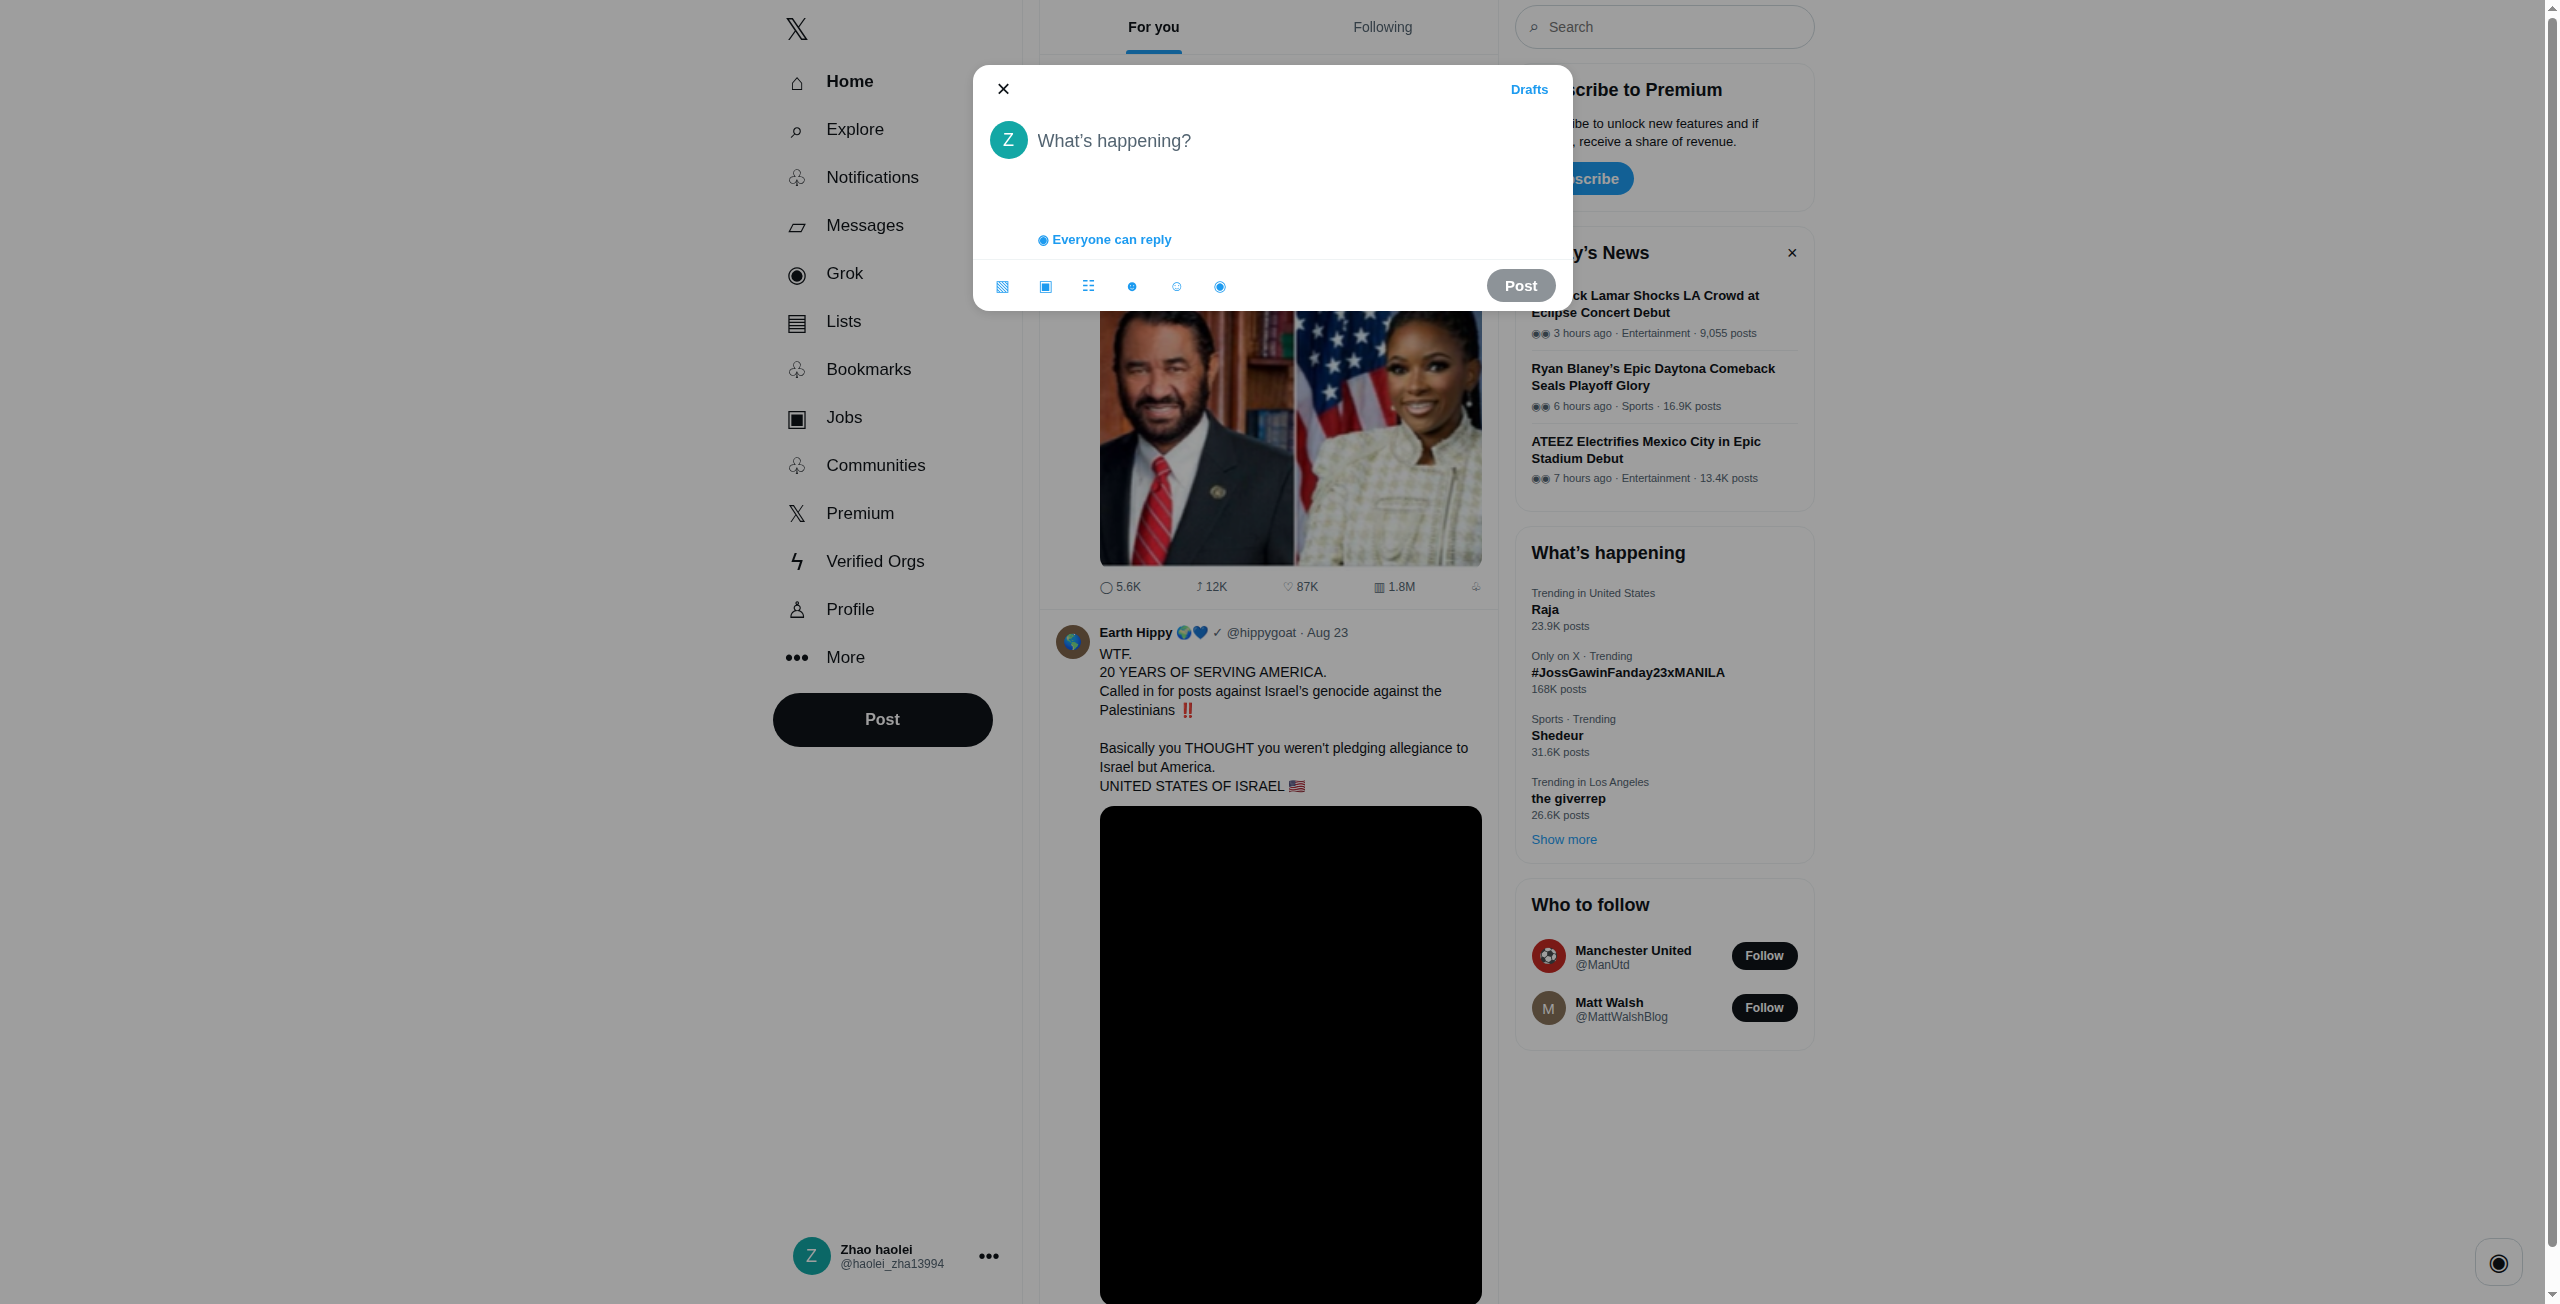 𝕏
Home
Explore
Notifications
Messages
Grok
Lists
Bookmarks
Jobs
Communities
𝕏 Premium
Verified Orgs
Profile
More
Post
Z
Zhao haolei
@haolei_zha13994
For you
Following
Drafts
Z
What’s happening?
Everyone can reply
Post
5.6K 12K 87K 1.8M
Earth Hippy 🌍💙 ✓ @hippygoat · Aug 23
WTF.
20 YEARS OF SERVING AMERICA.
Called in for posts against Israel’s genocide against the
Palestinians ‼️
Basically you THOUGHT you weren't pledging allegiance to
Israel but America.
UNITED STATES OF ISRAEL 🇺🇸
Search
scribe to Premium
ibe to unlock new features and if
, receive a share of revenue.
scribe
y’s News
ck Lamar Shocks LA Crowd at
Eclipse Concert Debut
3 hours ago · Entertainment · 9,055 posts
Ryan Blaney’s Epic Daytona Comeback
Seals Playoff Glory
6 hours ago · Sports · 16.9K posts
ATEEZ Electrifies Mexico City in Epic
Stadium Debut
7 hours ago · Entertainment · 13.4K posts
What’s happening
Trending in United States
Raja
23.9K posts
Only on X · Trending
#JossGawinFanday23xMANILA
168K posts
Sports · Trending
Shedeur
31.6K posts
Trending in Los Angeles
the giverrep
26.6K posts
Show more
Who to follow
Manchester United
@ManUtd
Follow
M
Matt Walsh
@MattWalshBlog
Follow